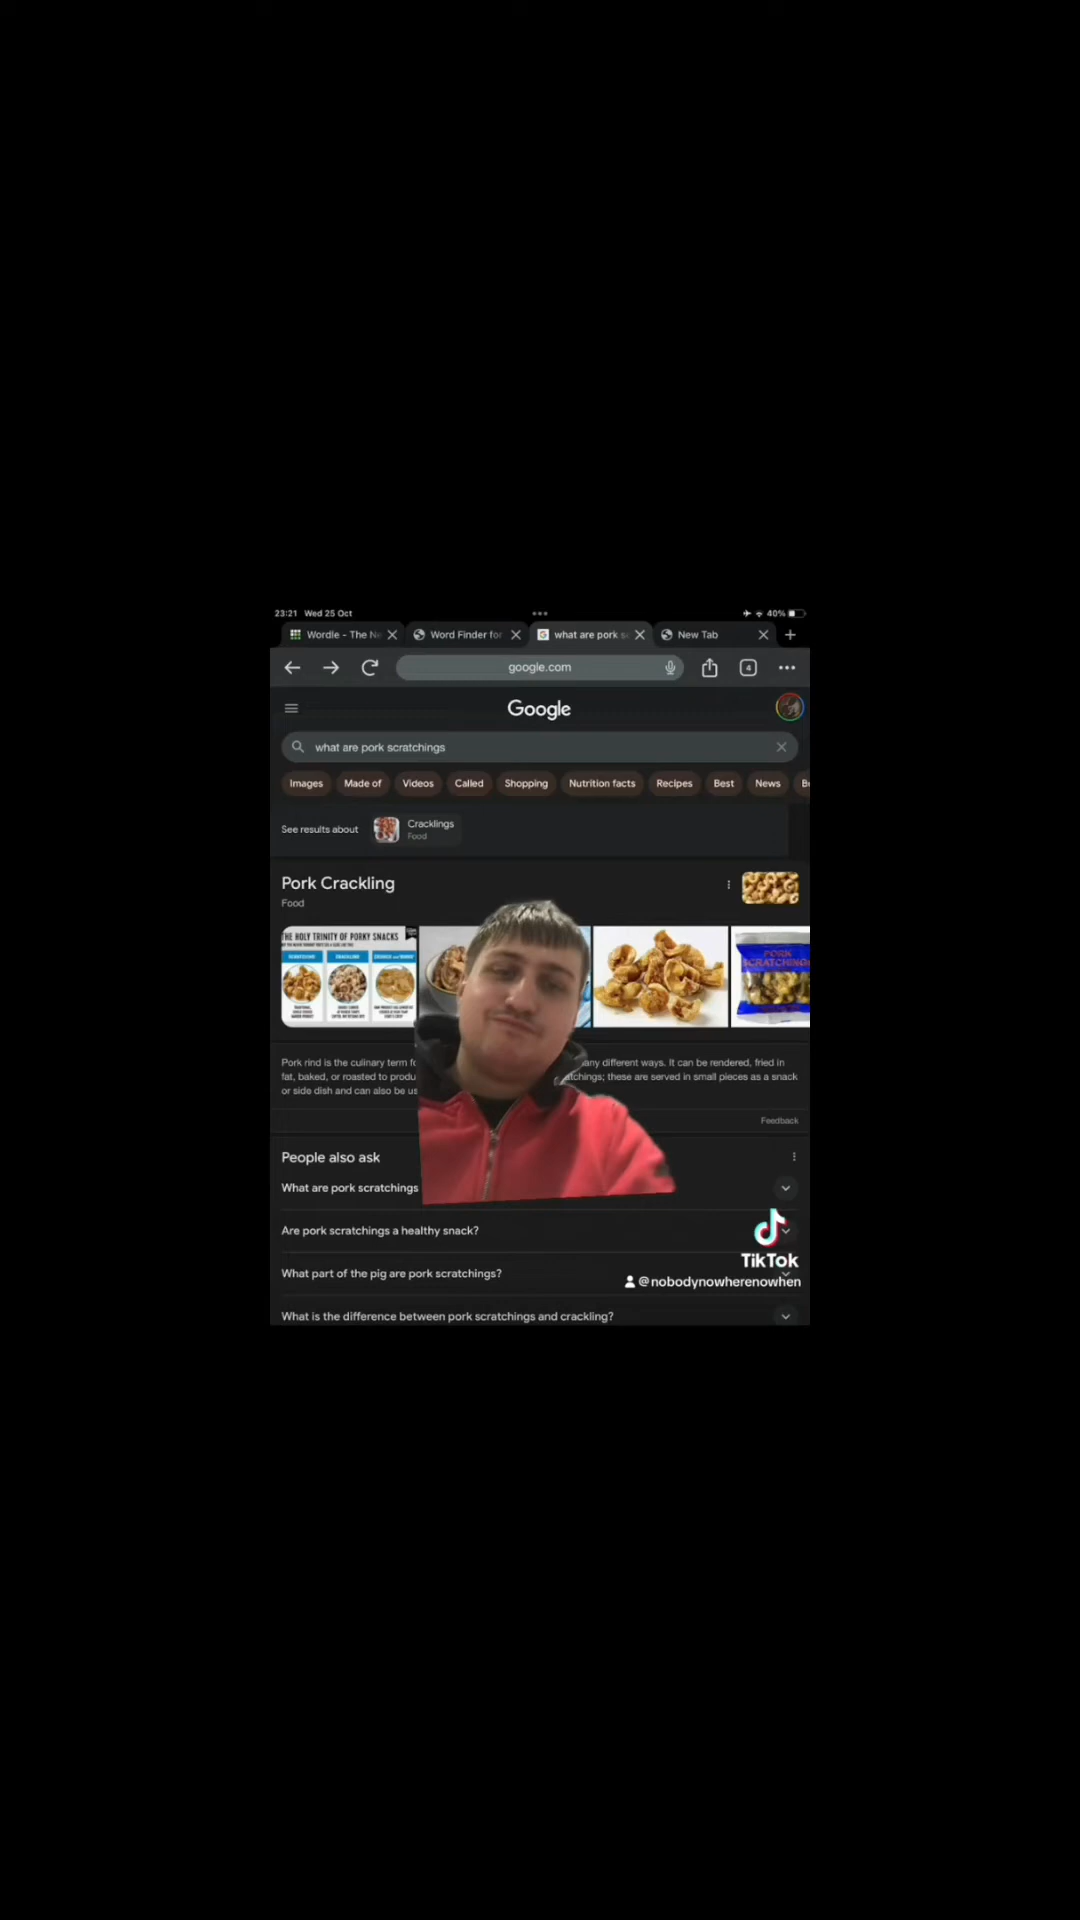 23:21 Wed 25 Oct
40%
Wordle - The Ne
Word Finder for
what are pork s
New Tab
google.com
4
Google
what are pork scratchings
Images Made of Videos Called Shopping Nutrition facts Recipes Best News
See results about
Cracklings
Food
Pork Crackling
Food
THE HOLY TRINITY OF PORKY SNACKS
PORK
SCRATCHINGS
Pork rind is the culinary term
any different ways. It can be rendered, fried in
fat, baked, or roasted to produ
atchings; these are served in small pieces as a snack
or side dish and can also be us
Feedback
People also ask
What are pork scratchings
Are pork scratchings a healthy snack?
What part of the pig are pork scratchings?
What is the difference between pork scratchings and crackling?
TikTok
@nobodynowherenowhen